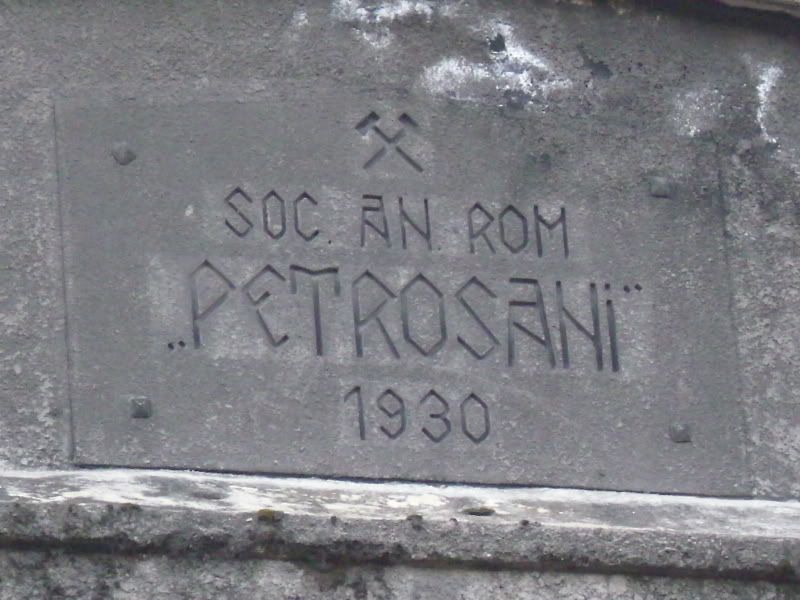 SOC. AN. ROM
„PETROSANI”
1930